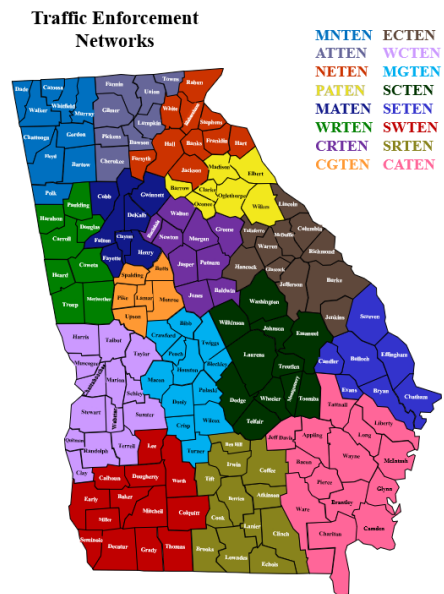 Traffic Enforcement
Networks
MNTEN ECTEN
ATTEN WCTEN
NETEN MGTEN
PATEN SCTEN
MATEN SETEN
WRTEN SWTEN
CRTEN SRTEN
CGTEN CATEN
Towns Rabun
Dade Catoosa Fannin Union
Whitfield Murray White
Walker Gilmer Lumpkin Stephens
Chattooga Gordon Pickens Dawson Hall Banks Franklin Hart
Floyd Bartow Cherokee Forsyth Jackson Madison Elbert
Polk Cobb Gwinnett Barrow Clarke Oglethorpe Wilkes Lincoln
Paulding Oconee
Haralson Douglas DeKalb Walton Columbia
Carroll Fulton Clayton Newton Morgan Greene McDuffie
Fayette Henry Warren Richmond
Heard Coweta Spalding Butts Jasper Putnam Hancock Glascock
Jefferson Burke
Troup Meriwether Pike Lamar Monroe Jones Baldwin Washington
Upson Jenkins Screven
Harris Talbot Crawford Bibb Twiggs Wilkinson Johnson Emanuel
Taylor Peach Laurens
Marion Macon Houston Bleckley Treutlen Candler Bulloch Effingham
Schley Pulaski Montgomery Evans Bryan Chatham
Stewart Webster Sumter Dooly Dodge Wheeler Toombs
Crisp Wilcox Telfair Tattnall Liberty
Quitman Randolph Terrell Lee Turner Ben Hill Jeff Davis Appling Long
Clay Irwin Coffee Bacon Wayne McIntosh
Calhoun Dougherty Worth Tift
Early Baker Berrien Atkinson Pierce Glynn
Miller Mitchell Colquitt Cook Lanier Ware Brantley
Seminole Clinch Camden
Decatur Grady Thomas Brooks Lowndes Echols Charlton